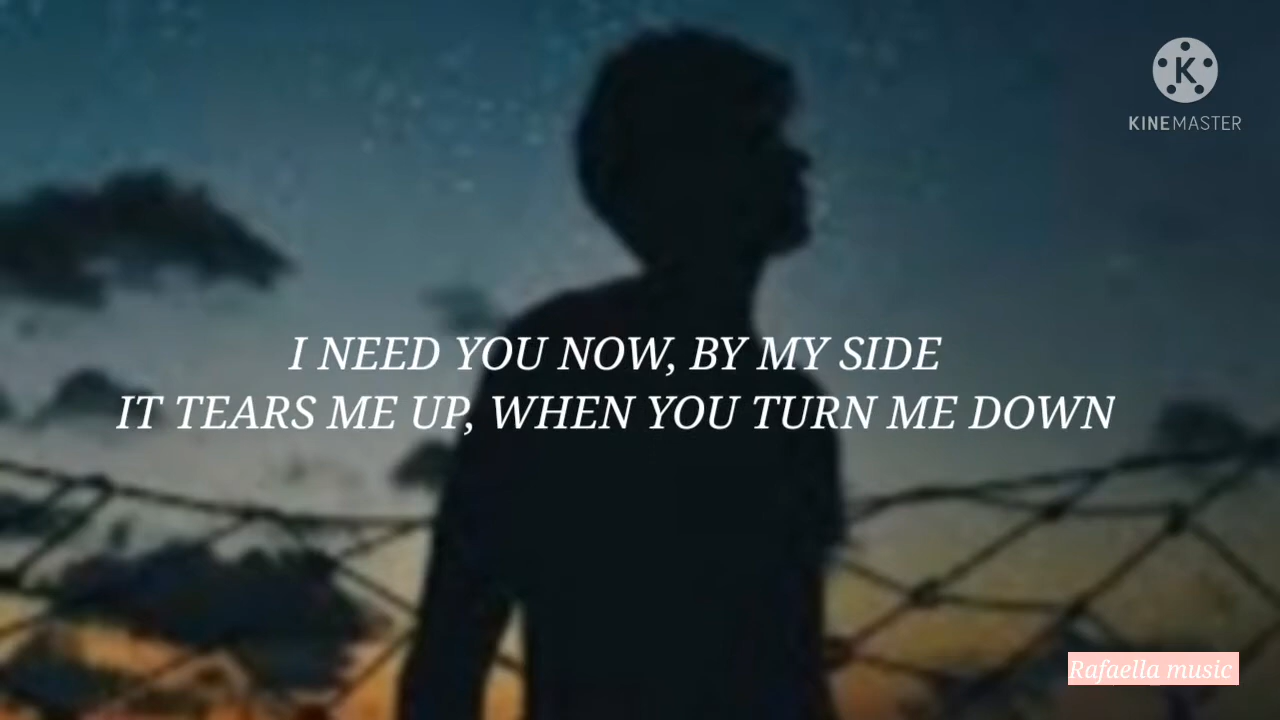 K
KINEMASTER
I NEED YOU NOW, BY MY SIDE
IT TEARS ME UP, WHEN YOU TURN ME DOWN
Rafaella music